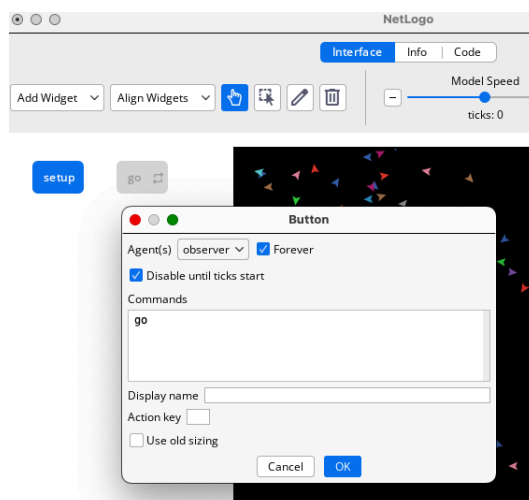 NetLogo
Interface Info Code
Add Widget Align Widgets
Model Speed
ticks: 0
setup
go
Button
Agent(s) observer Forever
Disable until ticks start
Commands
go
Display name
Action key
Use old sizing
Cancel OK